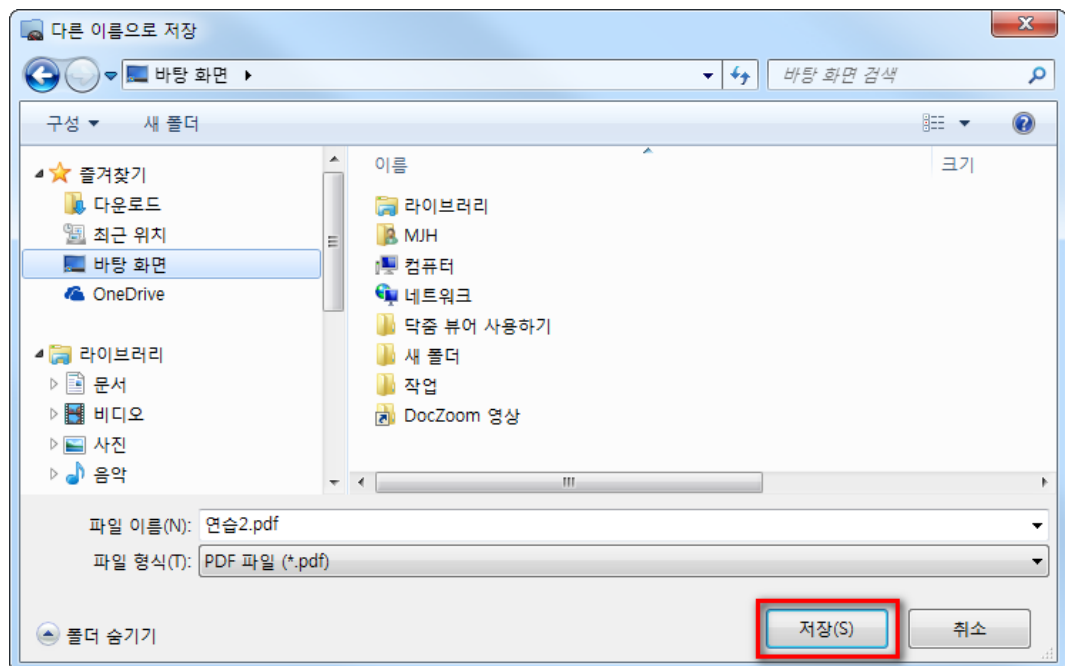 다른 이름으로 저장
바탕 화면
바탕 화면 검색
구성 새 폴더
이름 크기
즐겨찾기
다운로드
최근 위치
바탕 화면
OneDrive
라이브러리
문서
비디오
사진
음악
라이브러리
MJH
컴퓨터
네트워크
닥줌 뷰어 사용하기
새 폴더
작업
DocZoom 영상
파일 이름(N): 연습2.pdf
파일 형식(T): PDF 파일 (*.pdf)
폴더 숨기기 저장(S) 취소